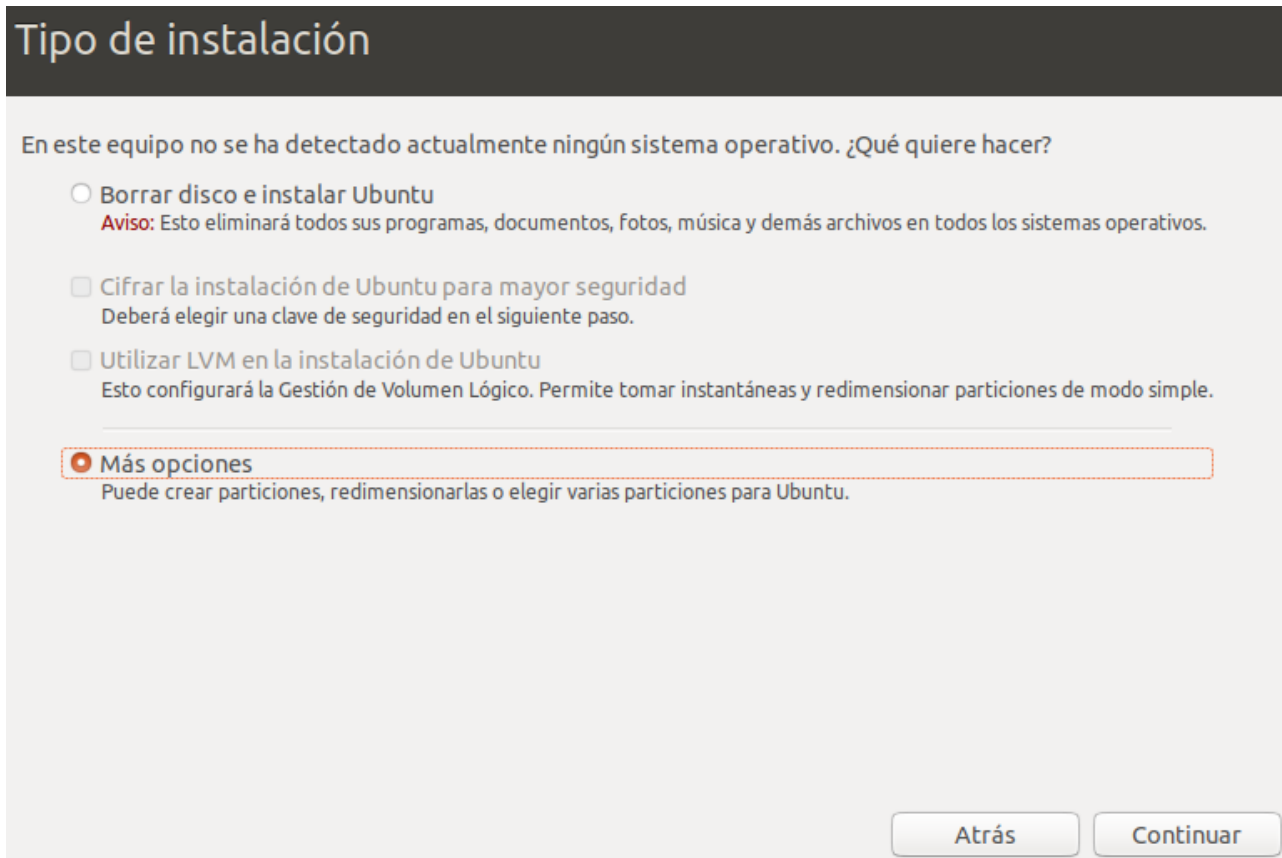 Tipo de instalación
En este equipo no se ha detectado actualmente ningún sistema operativo. ¿Qué quiere hacer?
Borrar disco e instalar Ubuntu
Aviso: Esto eliminará todos sus programas, documentos, fotos, música y demás archivos en todos los sistemas operativos.
Cifrar la instalación de Ubuntu para mayor seguridad
Deberá elegir una clave de seguridad en el siguiente paso.
Utilizar LVM en la instalación de Ubuntu
Esto configurará la Gestión de Volumen Lógico. Permite tomar instantáneas y redimensionar particiones de modo simple.
Más opciones
Puede crear particiones, redimensionarlas o elegir varias particiones para Ubuntu.
Atrás Continuar